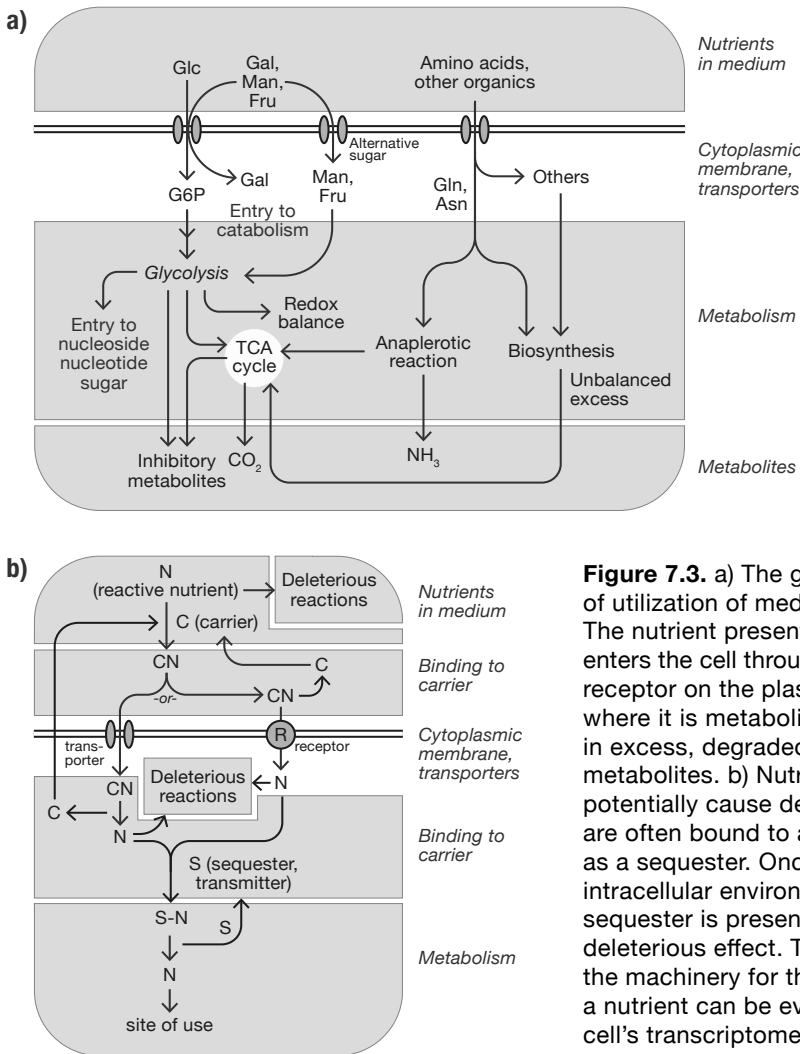 a)
Nutrients
in medium
Glc
Gal,
Man,
Fru
Amino acids,
other organics
Cytoplasmic
membrane,
transporters
Alternative
sugar
Gal
G6P
Man,
Fru
Gln,
Asn
Others
Entry to
catabolism
Metabolism
Glycolysis
Entry to
nucleoside
nucleotide
sugar
Redox
balance
TCA
cycle
Anaplerotic
reaction
Biosynthesis
Unbalanced
excess
Metabolites
Inhibitory
metabolites
CO2
NH3
b)
N
(reactive nutrient)
Deleterious
reactions
Nutrients
in medium
C (carrier)
CN
-or-
C
CN
Binding to
carrier
trans-
porter
R
receptor
Cytoplasmic
membrane,
transporters
CN
Deleterious
reactions
N
C
N
Binding to
carrier
S (sequester,
transmitter)
S-N
S
N
site of use
Metabolism
Figure 7.3. a) The g
of utilization of med
The nutrient present
enters the cell throu
receptor on the plas
where it is metaboli
in excess, degraded
metabolites. b) Nutr
potentially cause de
are often bound to a
as a sequester. Onc
intracellular environ
sequester is presen
deleterious effect. T
the machinery for th
a nutrient can be ev
cell's transcriptome